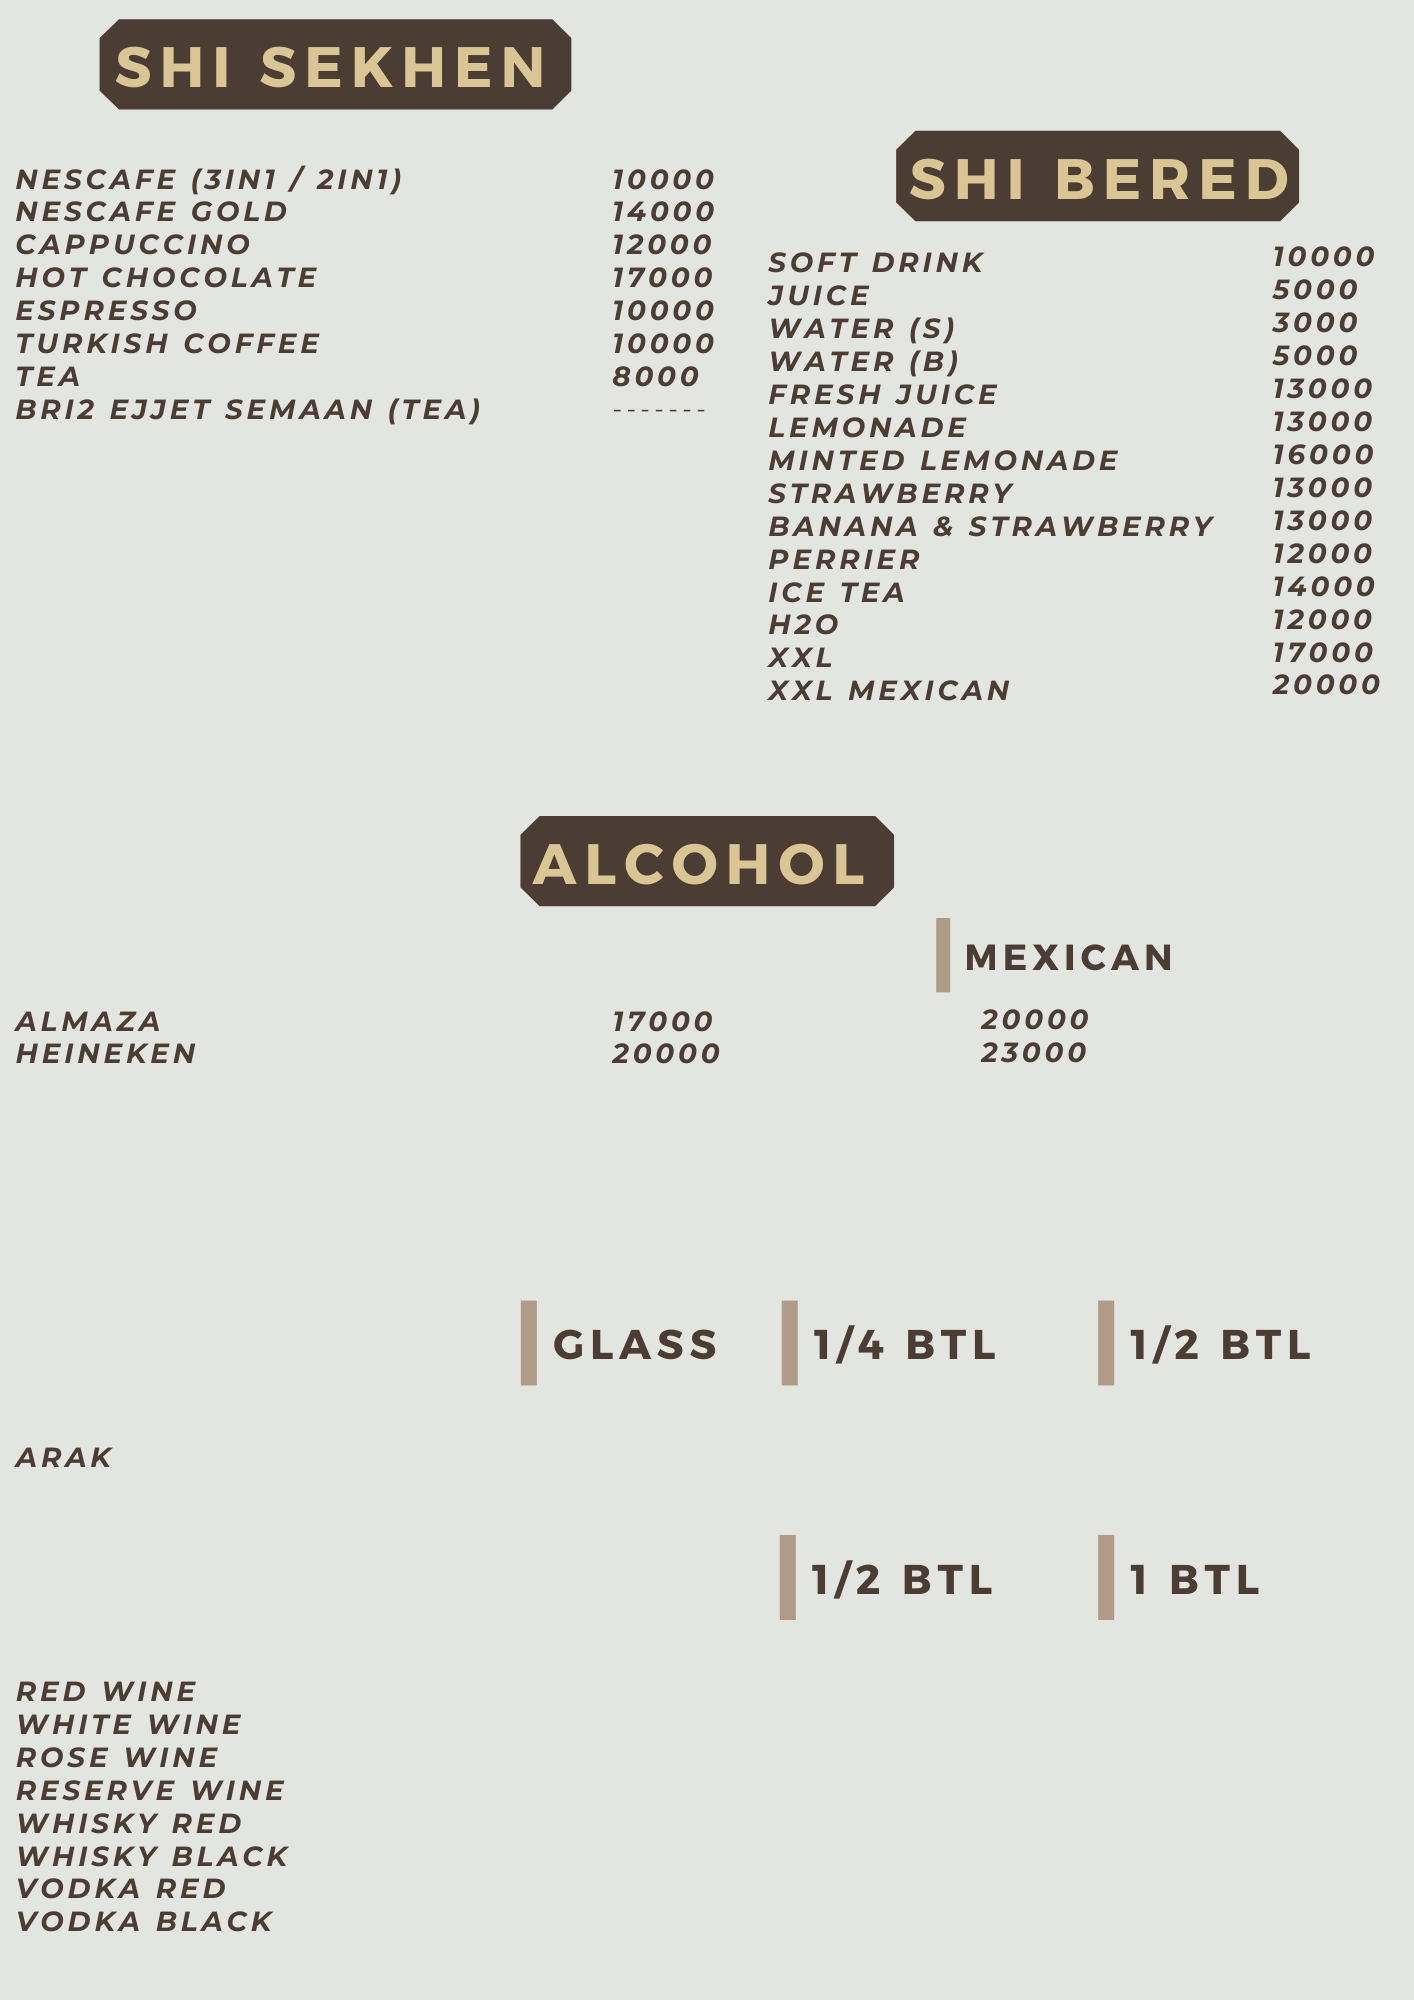 SHI SEKHEN
NESCAFE (3IN1 / 2IN1) 10000
NESCAFE GOLD 14000
CAPPUCCINO 12000
HOT CHOCOLATE 17000
ESPRESSO 10000
TURKISH COFFEE 10000
TEA 8000
BRI2 EJJET SEMAAN (TEA) -------
SHI BERED
SOFT DRINK 10000
JUICE 5000
WATER (S) 3000
WATER (B) 5000
FRESH JUICE 13000
LEMONADE 13000
MINTED LEMONADE 16000
STRAWBERRY 13000
BANANA & STRAWBERRY 13000
PERRIER 12000
ICE TEA 14000
H2O 12000
XXL 17000
XXL MEXICAN 20000
ALCOHOL
MEXICAN
ALMAZA 17000 20000
HEINEKEN 20000 23000
GLASS 1/4 BTL 1/2 BTL
ARAK
1/2 BTL 1 BTL
RED WINE
WHITE WINE
ROSE WINE
RESERVE WINE
WHISKY RED
WHISKY BLACK
VODKA RED
VODKA BLACK